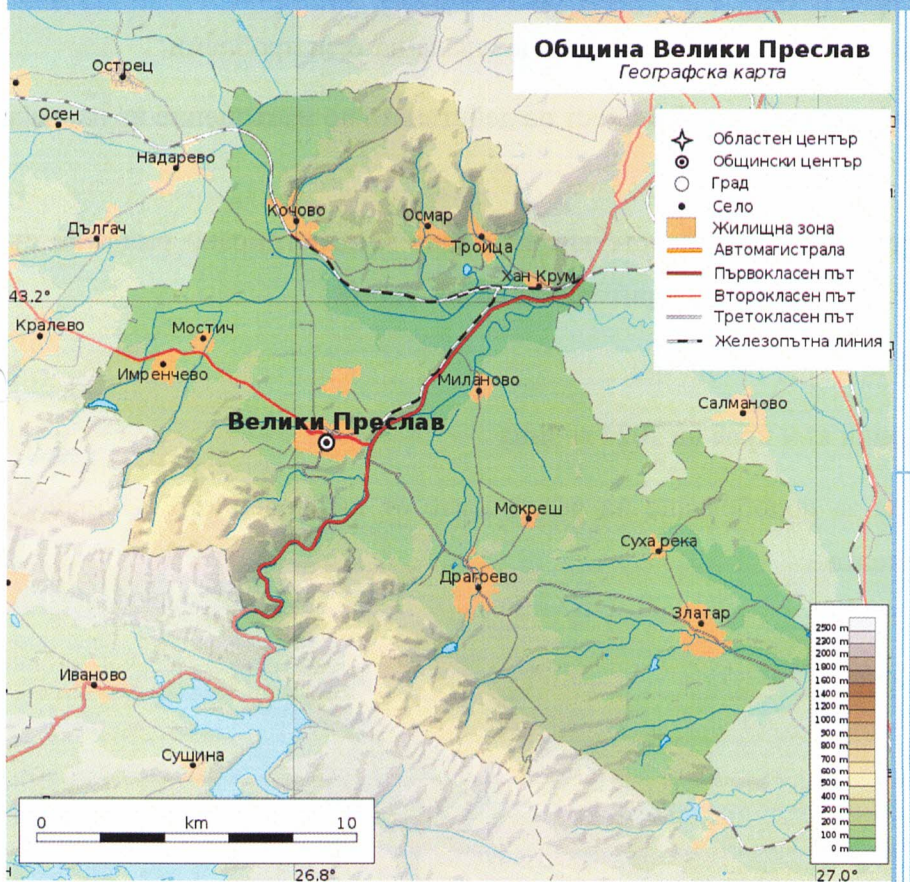 Община Велики Преслав
Географска карта
Областен център
Общински център
Град
Село
Жилищна зона
Автомагистрала
Първокласен път
Второкласен път
Третокласен път
Железопътна линия
Острец
Осен
Надарево
Дългач
Кочово
Осмар
Троица
Хан Крум
43.2°
Кралево
Мостич
Имренчево
Миланово
Салманово
Велики Преслав
Мокреш
Суха река
Драгоево
Златар
Иваново
Сушина
2500 m
2300 m
2000 m
1800 m
1600 m
1400 m
1200 m
1000 m
900 m
800 m
700 m
600 m
500 m
400 m
300 m
200 m
100 m
0 m
0 km 10
26.8°
27.0°